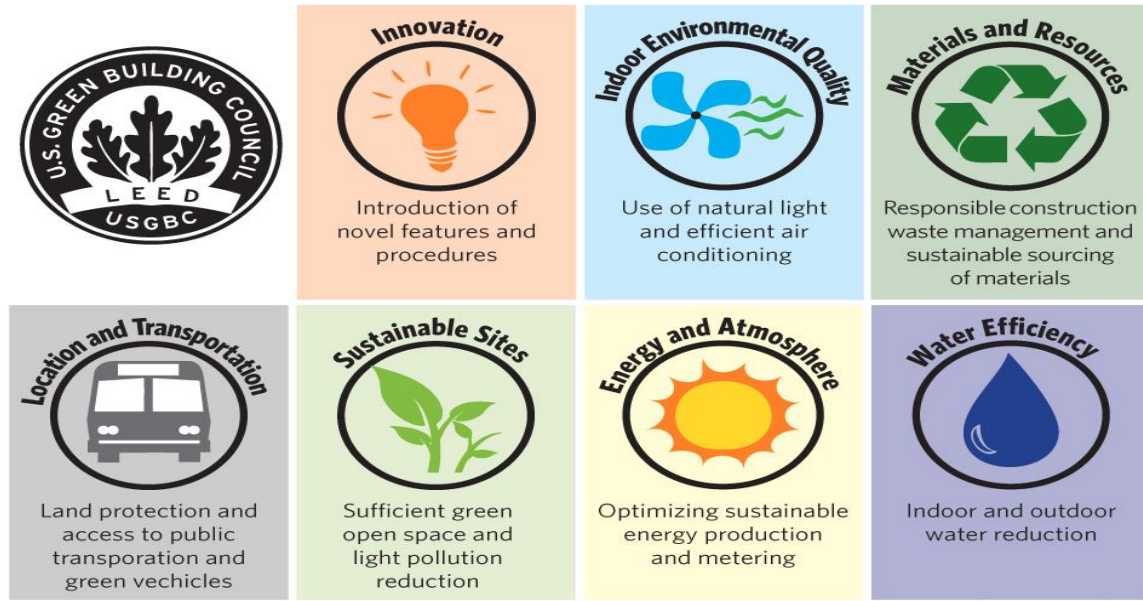 U.S. GREEN BUILDING COUNCIL
LEED
USGBC
Innovation
Introduction of
novel features and
procedures
Indoor Environmental Quality
Use of natural light
and efficient air
conditioning
Materials and Resources
Responsible construction
waste management and
sustainable sourcing
of materials
Location and Transportation
Land protection and
access to public
transporation and
green vechicles
Sustainable Sites
Sufficient green
open space and
light pollution
reduction
Energy and Atmosphere
Optimizing sustainable
energy production
and metering
Water Efficiency
Indoor and outdoor
water reduction